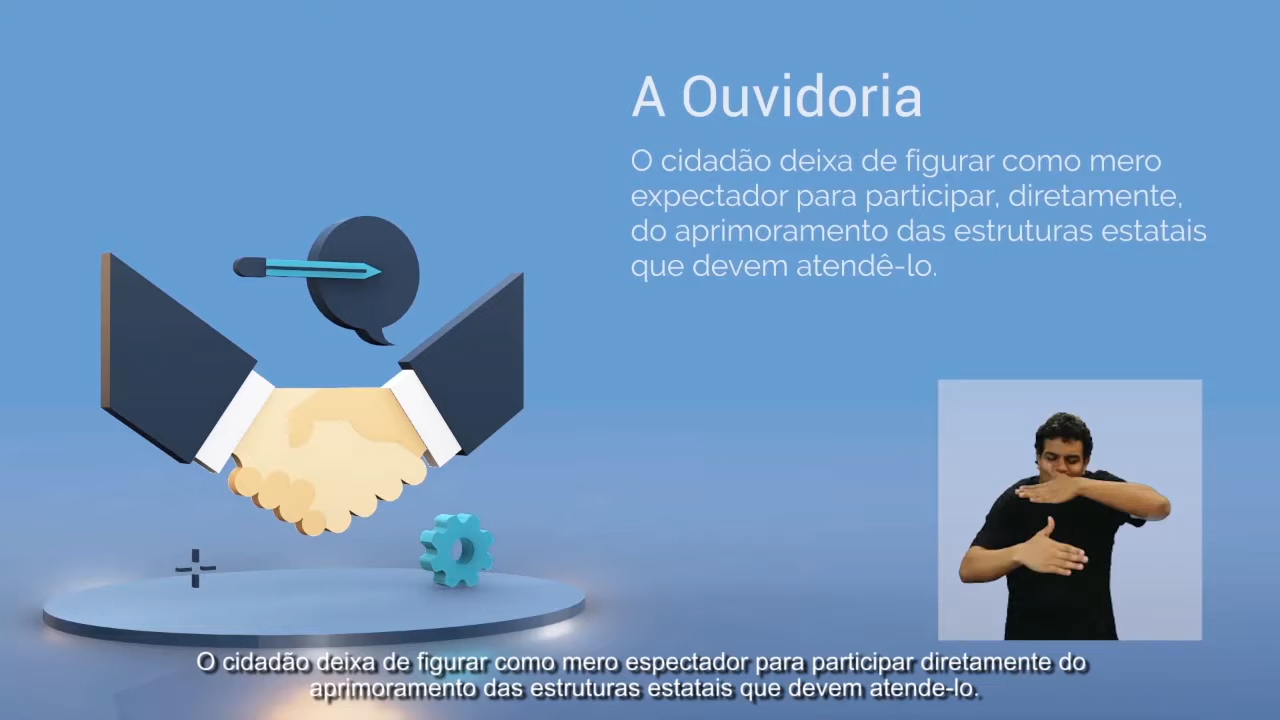 A Ouvidoria
O cidadão deixa de figurar como mero
expectador para participar, diretamente,
do aprimoramento das estruturas estatais
que devem atendê-lo.
O cidadão deixa de figurar como mero espectador para participar diretamente do
aprimoramento das estruturas estatais que devem atende-lo.